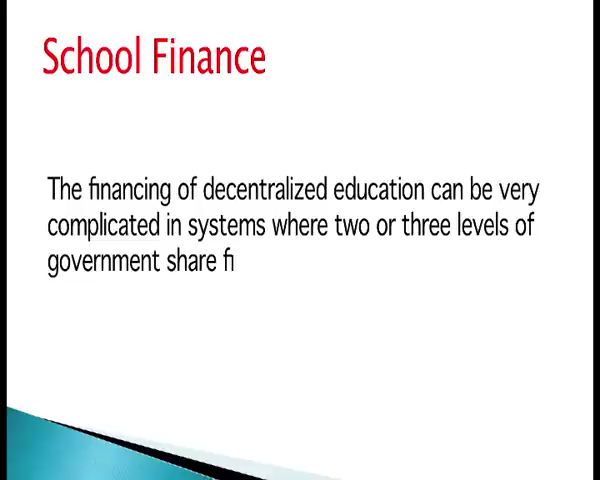 School Finance
The financing of decentralized education can be very
complicated in systems where two or three levels of
government share fi